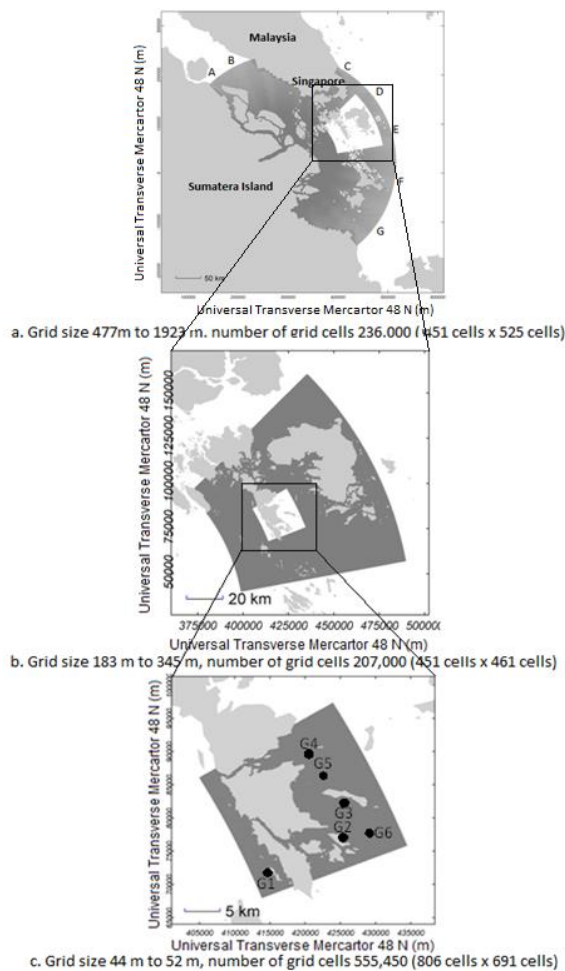 Malaysia
B
A
C
Singapore
D
E
Sumatera Island
F
G
50 km
Universal Transverse Mercartor 48 N (m)
Universal Transverse Mercartor 48 N (m)
a. Grid size 477m to 1923 m. number of grid cells 236.000 (451 cells x 525 cells)
Universal Transverse Mercartor 48 N (m)
150000
125000
100000
75000
50000
20 km
375000 400000 425000 450000 475000 500000
Universal Transverse Mercartor 48 N (m)
b. Grid size 183 m to 345 m, number of grid cells 207,000 (451 cells x 461 cells)
Universal Transverse Mercartor 48 N (m)
G4
G5
G3
G2
G6
G1
5 km
405000 410000 415000 420000 425000 430000 435000
Universal Transverse Mercartor 48 N (m)
c. Grid size 44 m to 52 m, number of grid cells 555,450 (806 cells x 691 cells)